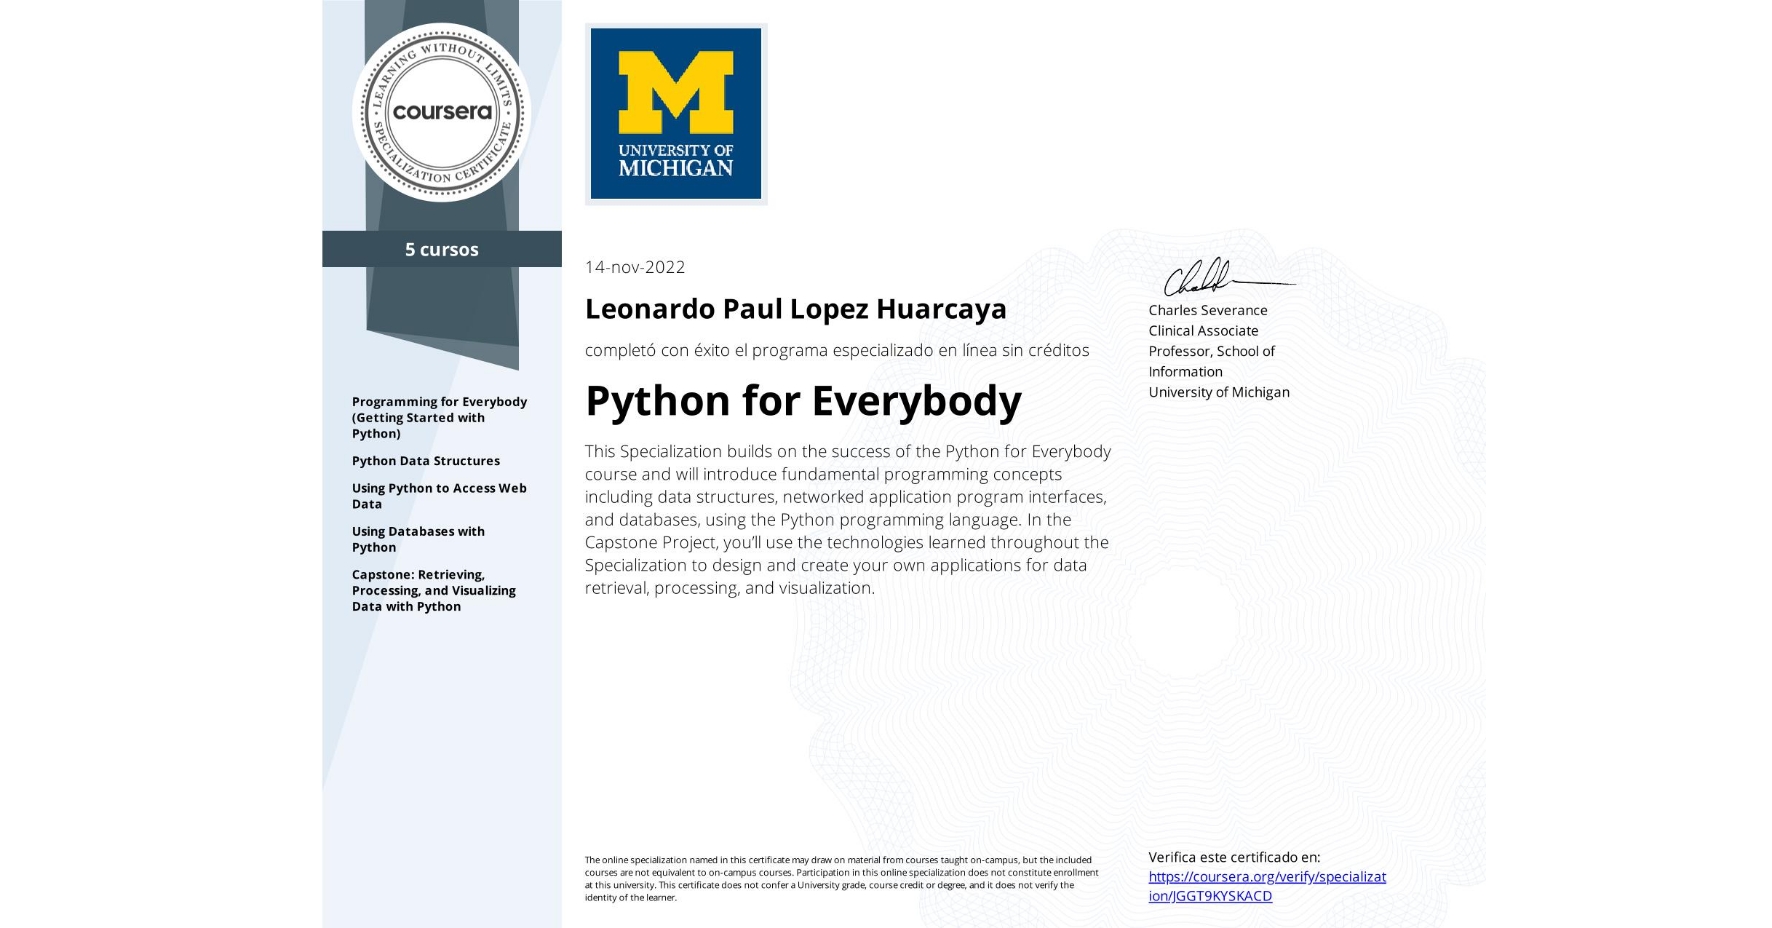 LEARNING WITHOUT LIMITS
coursera
SPECIALIZATION CERTIFICATE
5 cursos
Programming for Everybody
(Getting Started with
Python)
Python Data Structures
Using Python to Access Web
Data
Using Databases with
Python
Capstone: Retrieving,
Processing, and Visualizing
Data with Python
M
UNIVERSITY OF
MICHIGAN
14-nov-2022
Leonardo Paul Lopez Huarcaya
completó con éxito el programa especializado en línea sin créditos
Python for Everybody
This Specialization builds on the success of the Python for Everybody
course and will introduce fundamental programming concepts
including data structures, networked application program interfaces,
and databases, using the Python programming language. In the
Capstone Project, you’ll use the technologies learned throughout the
Specialization to design and create your own applications for data
retrieval, processing, and visualization.
Charles Severance
Clinical Associate
Professor, School of
Information
University of Michigan
The online specialization named in this certificate may draw on material from courses taught on-campus, but the included
courses are not equivalent to on-campus courses. Participation in this online specialization does not constitute enrollment
at this university. This certificate does not confer a University grade, course credit or degree, and it does not verify the
identity of the learner.
Verifica este certificado en:
https://coursera.org/verify/specializat
ion/JGGT9KYSKACD